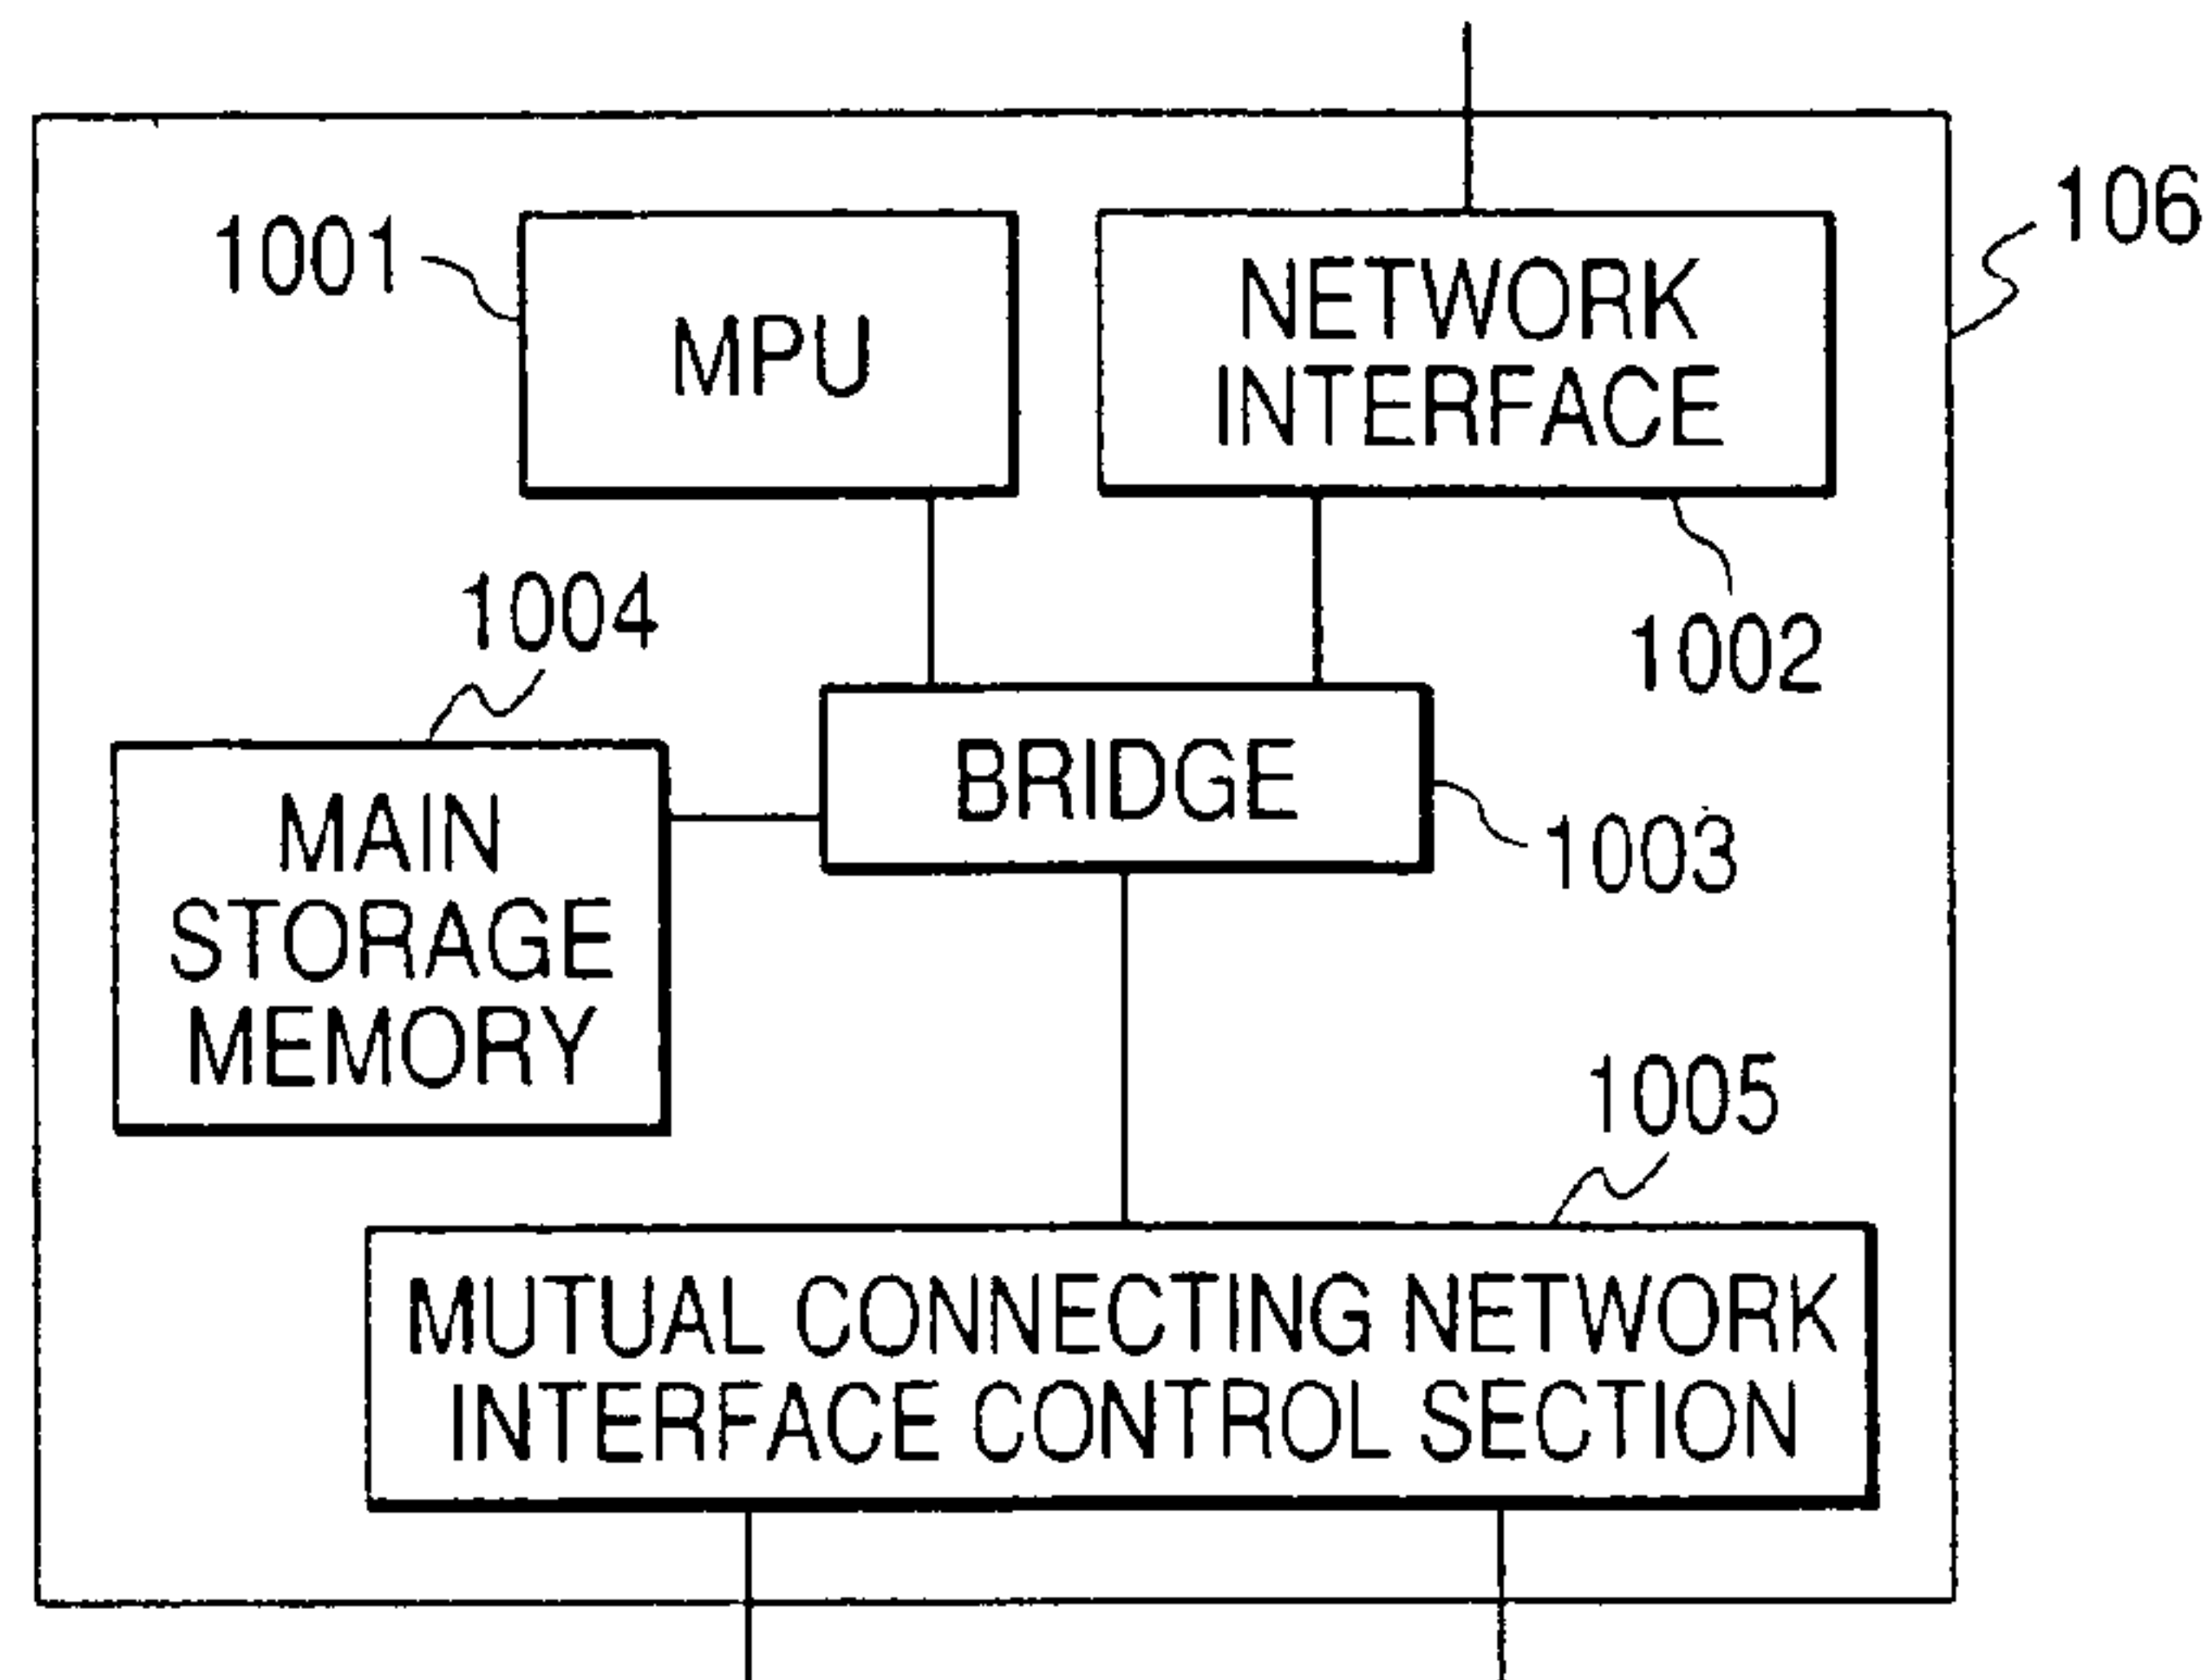 106
1001
MPU
NETWORK
INTERFACE
1002
1004
BRIDGE
1003
MAIN
STORAGE
MEMORY
1005
MUTUAL CONNECTING NETWORK
INTERFACE CONTROL SECTION